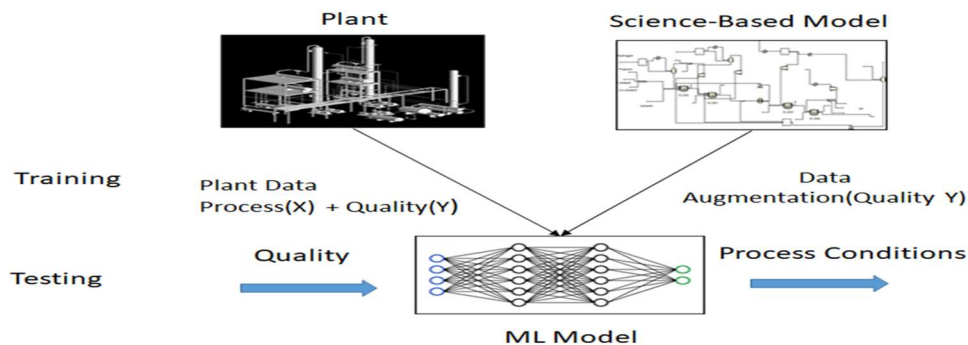 Plant
Science-Based Model
Training
Plant Data
Process(X) + Quality(Y)
Data
Augmentation(Quality Y)
Testing
Quality
Process Conditions
ML Model